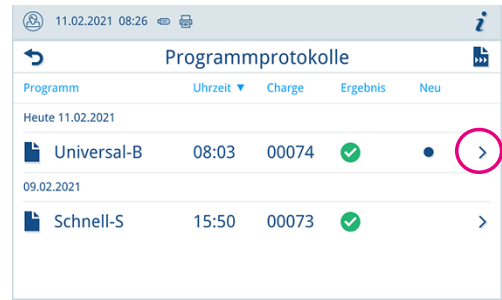 11.02.2021 08:26
i
Programmprotokolle
Programm Uhrzeit ▼ Charge Ergebnis Neu
Heute 11.02.2021
Universal-B 08:03 00074
09.02.2021
Schnell-S 15:50 00073